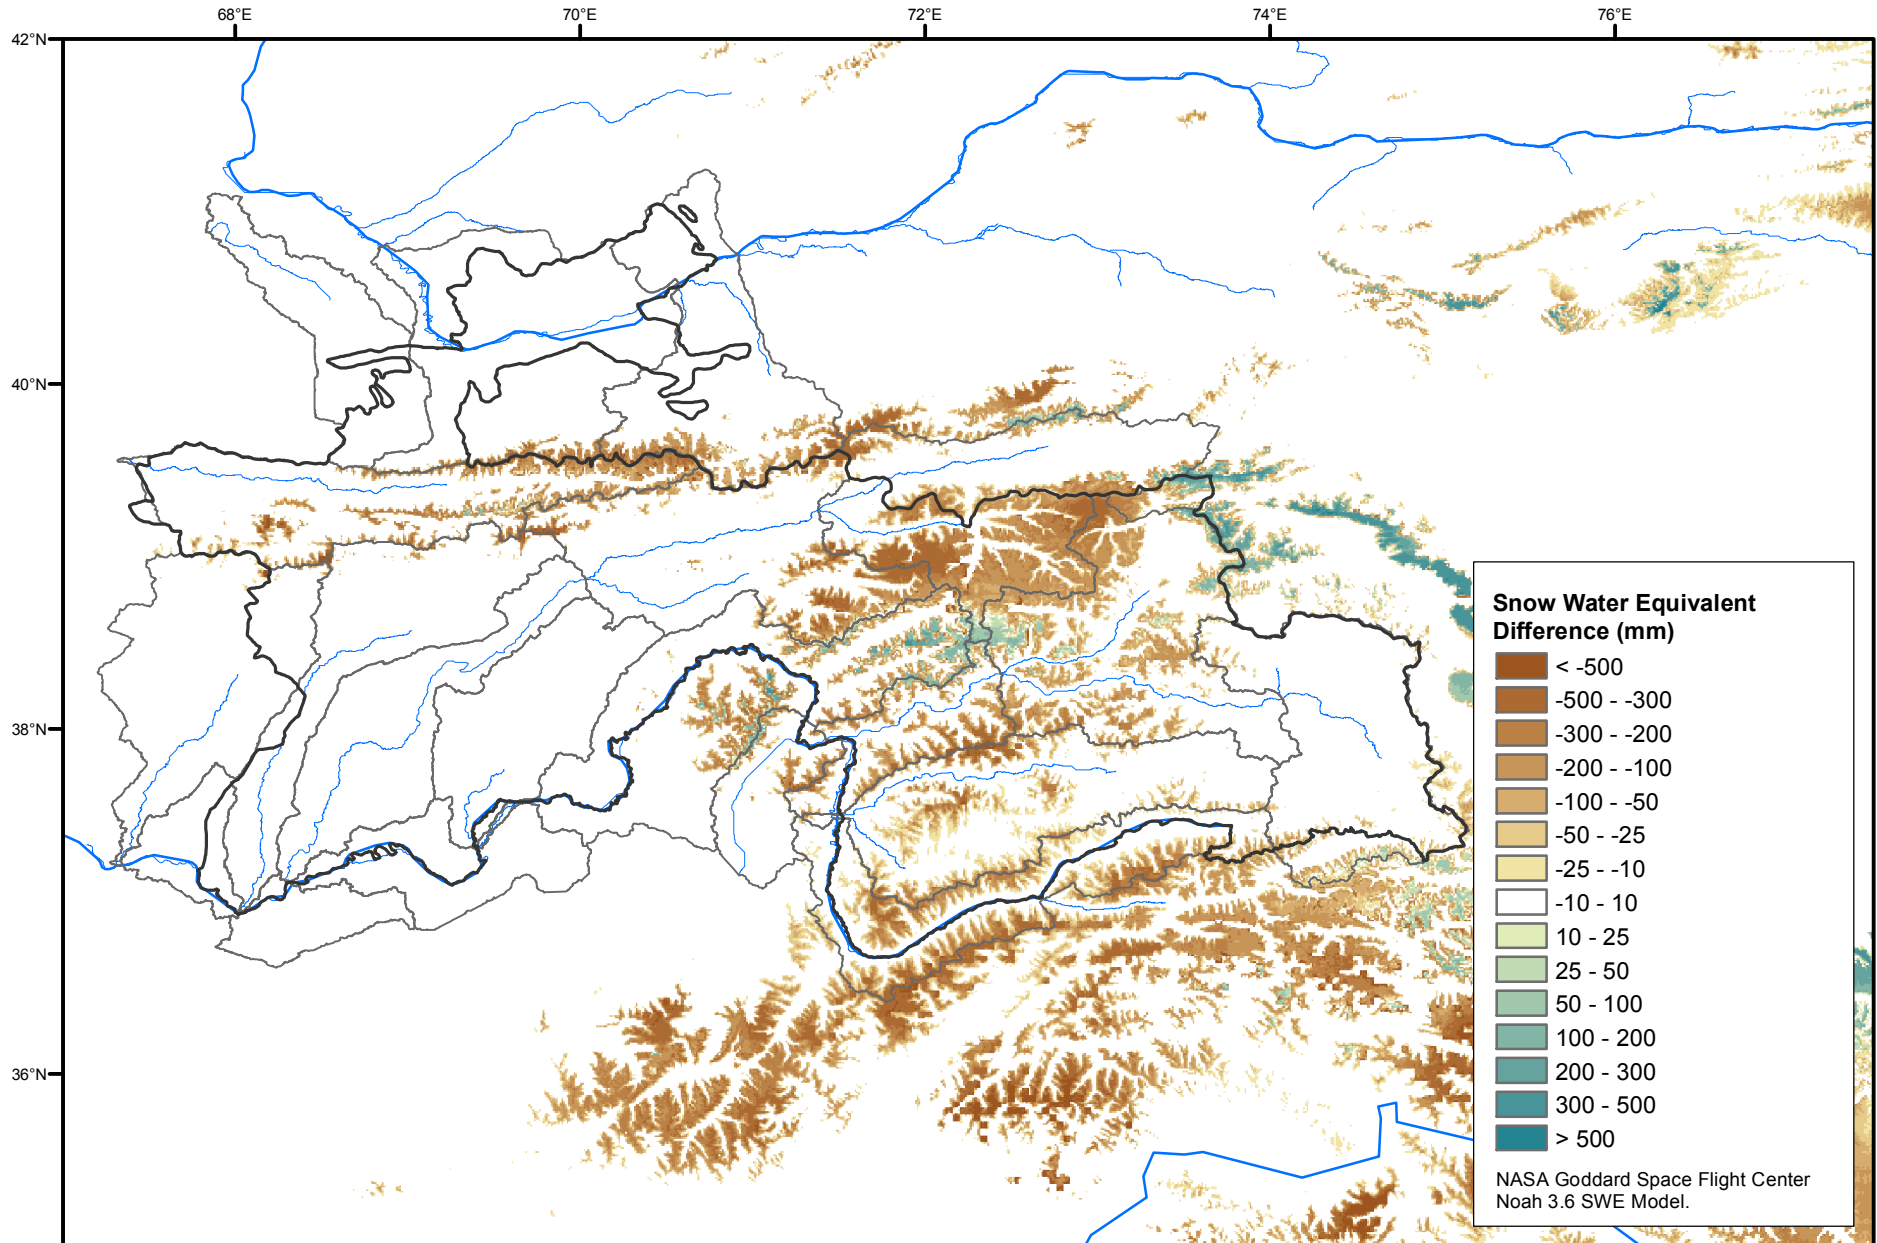 68°E 70°E 72°E 74°E 76°E
42°N
40°N
38°N
36°N
Snow Water Equivalent
Difference (mm)
< -500
-500 - -300
-300 - -200
-200 - -100
-100 - -50
-50 - -25
-25 - -10
-10 - 10
10 - 25
25 - 50
50 - 100
100 - 200
200 - 300
300 - 500
> 500
NASA Goddard Space Flight Center
Noah 3.6 SWE Model.